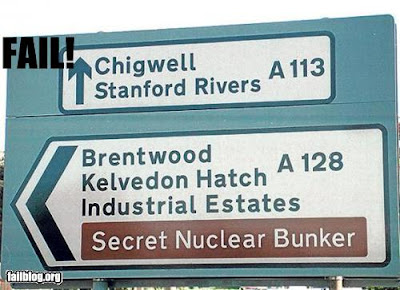 FAIL!
Chigwell
Stanford Rivers A 113
Brentwood
Kelvedon Hatch A 128
Industrial Estates
Secret Nuclear Bunker
failblog.org